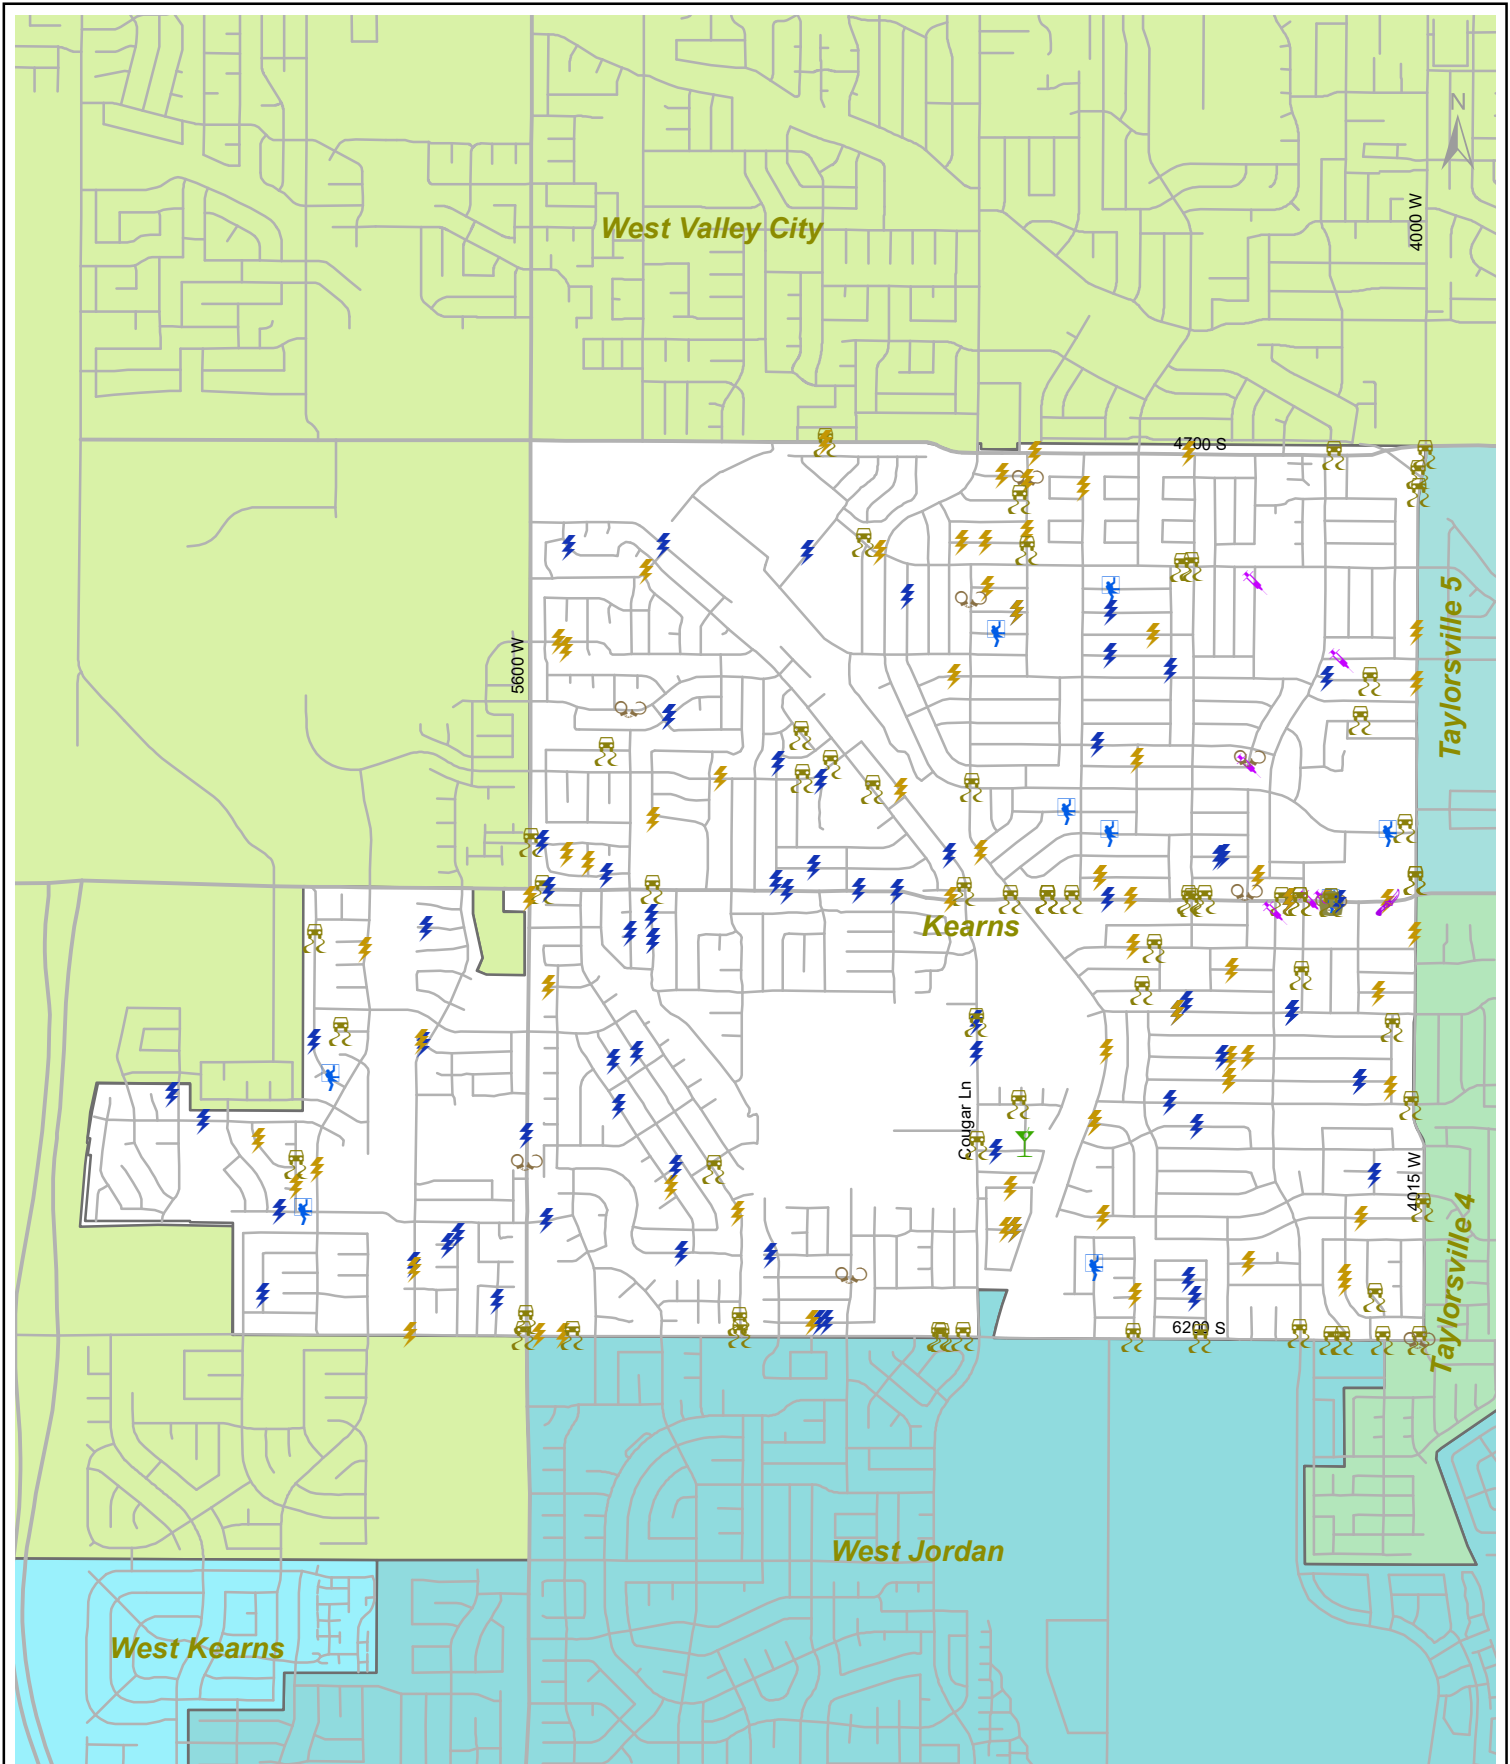 N
4000 W
West Valley City
4700 S
Taylorsville 5
5600 W
Kearns
Cougar Ln
4015 W
Taylorsville 4
6200 S
West Jordan
West Kearns